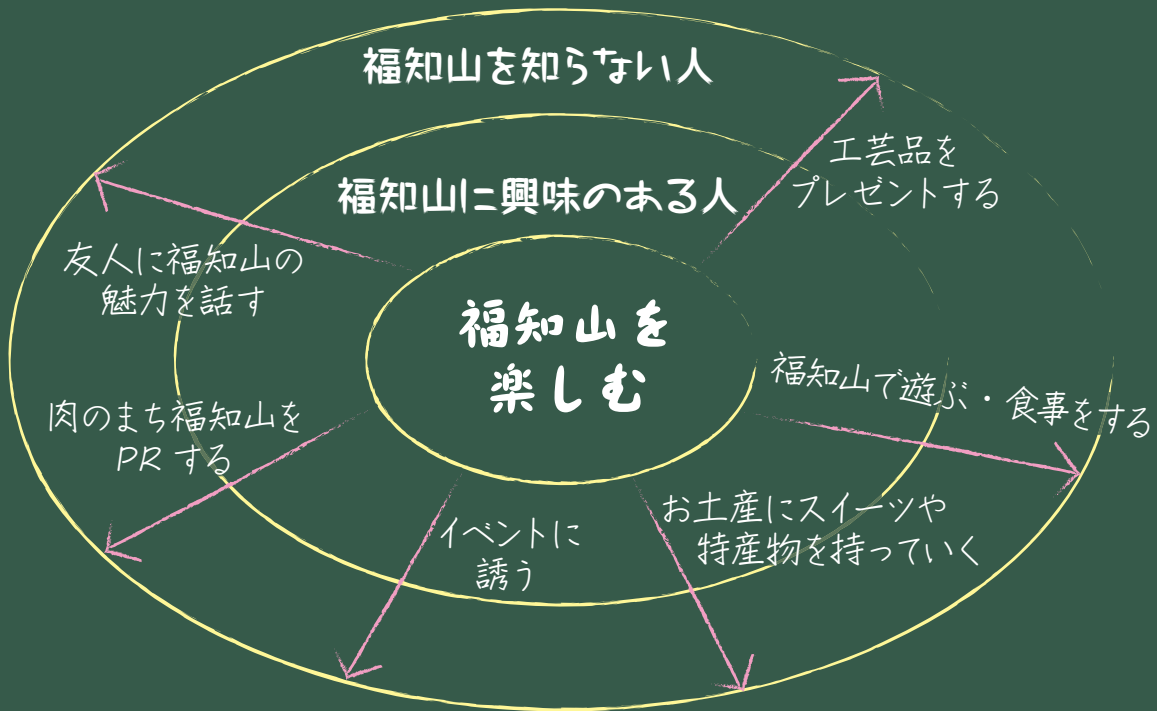 福知山を知らない人
工芸品を
プレゼントする
福知山に興味のある人
友人に福知山の
魅力を話す
福知山を
楽しむ
福知山で遊ぶ・食事をする
肉のまち福知山を
PRする
お土産にスイーツや
特産物を持っていく
イベントに
誘う